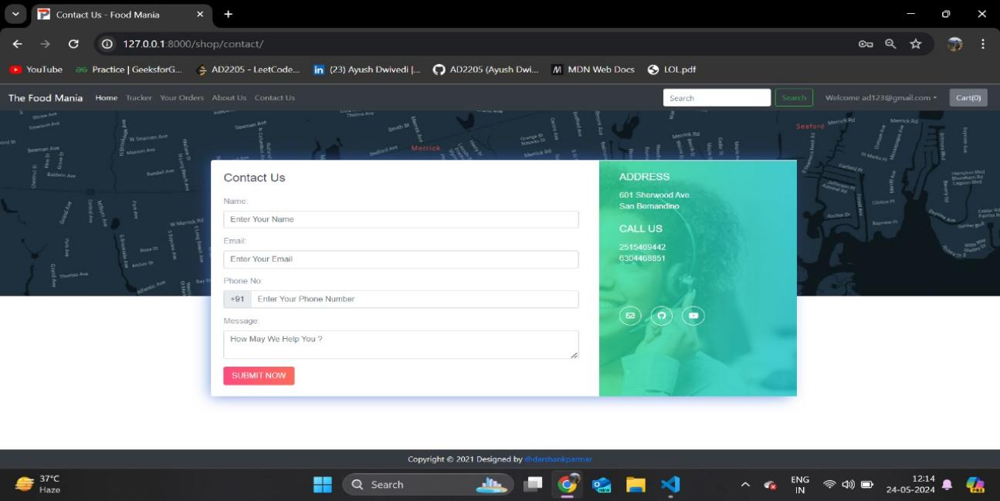 Contact Us - Food Mania
127.0.0.1:8000/shop/contact/
YouTube
Practice | GeeksforG...
AD2205 - LeetCode...
(23) Ayush Dwivedi |...
AD2205 (Ayush Dwi...
MDN Web Docs
LOL.pdf
The Food Mania
Home
Tracker
Your Orders
About Us
Contact Us
Search
Search
Welcome ad123@gmail.com
Cart(0)
Merrick
Seaford
Contact Us
Name:
Enter Your Name
Email:
Enter Your Email
Phone No:
+91
Enter Your Phone Number
Message:
How May We Help You ?
SUBMIT NOW
ADDRESS
601 Sherwood Ave.
San Bernandino
CALL US
2515469442
6304468851
Copyright © 2021 Designed by @darshankparmar
37°C
Haze
Search
ENG
IN
12:14
24-05-2024